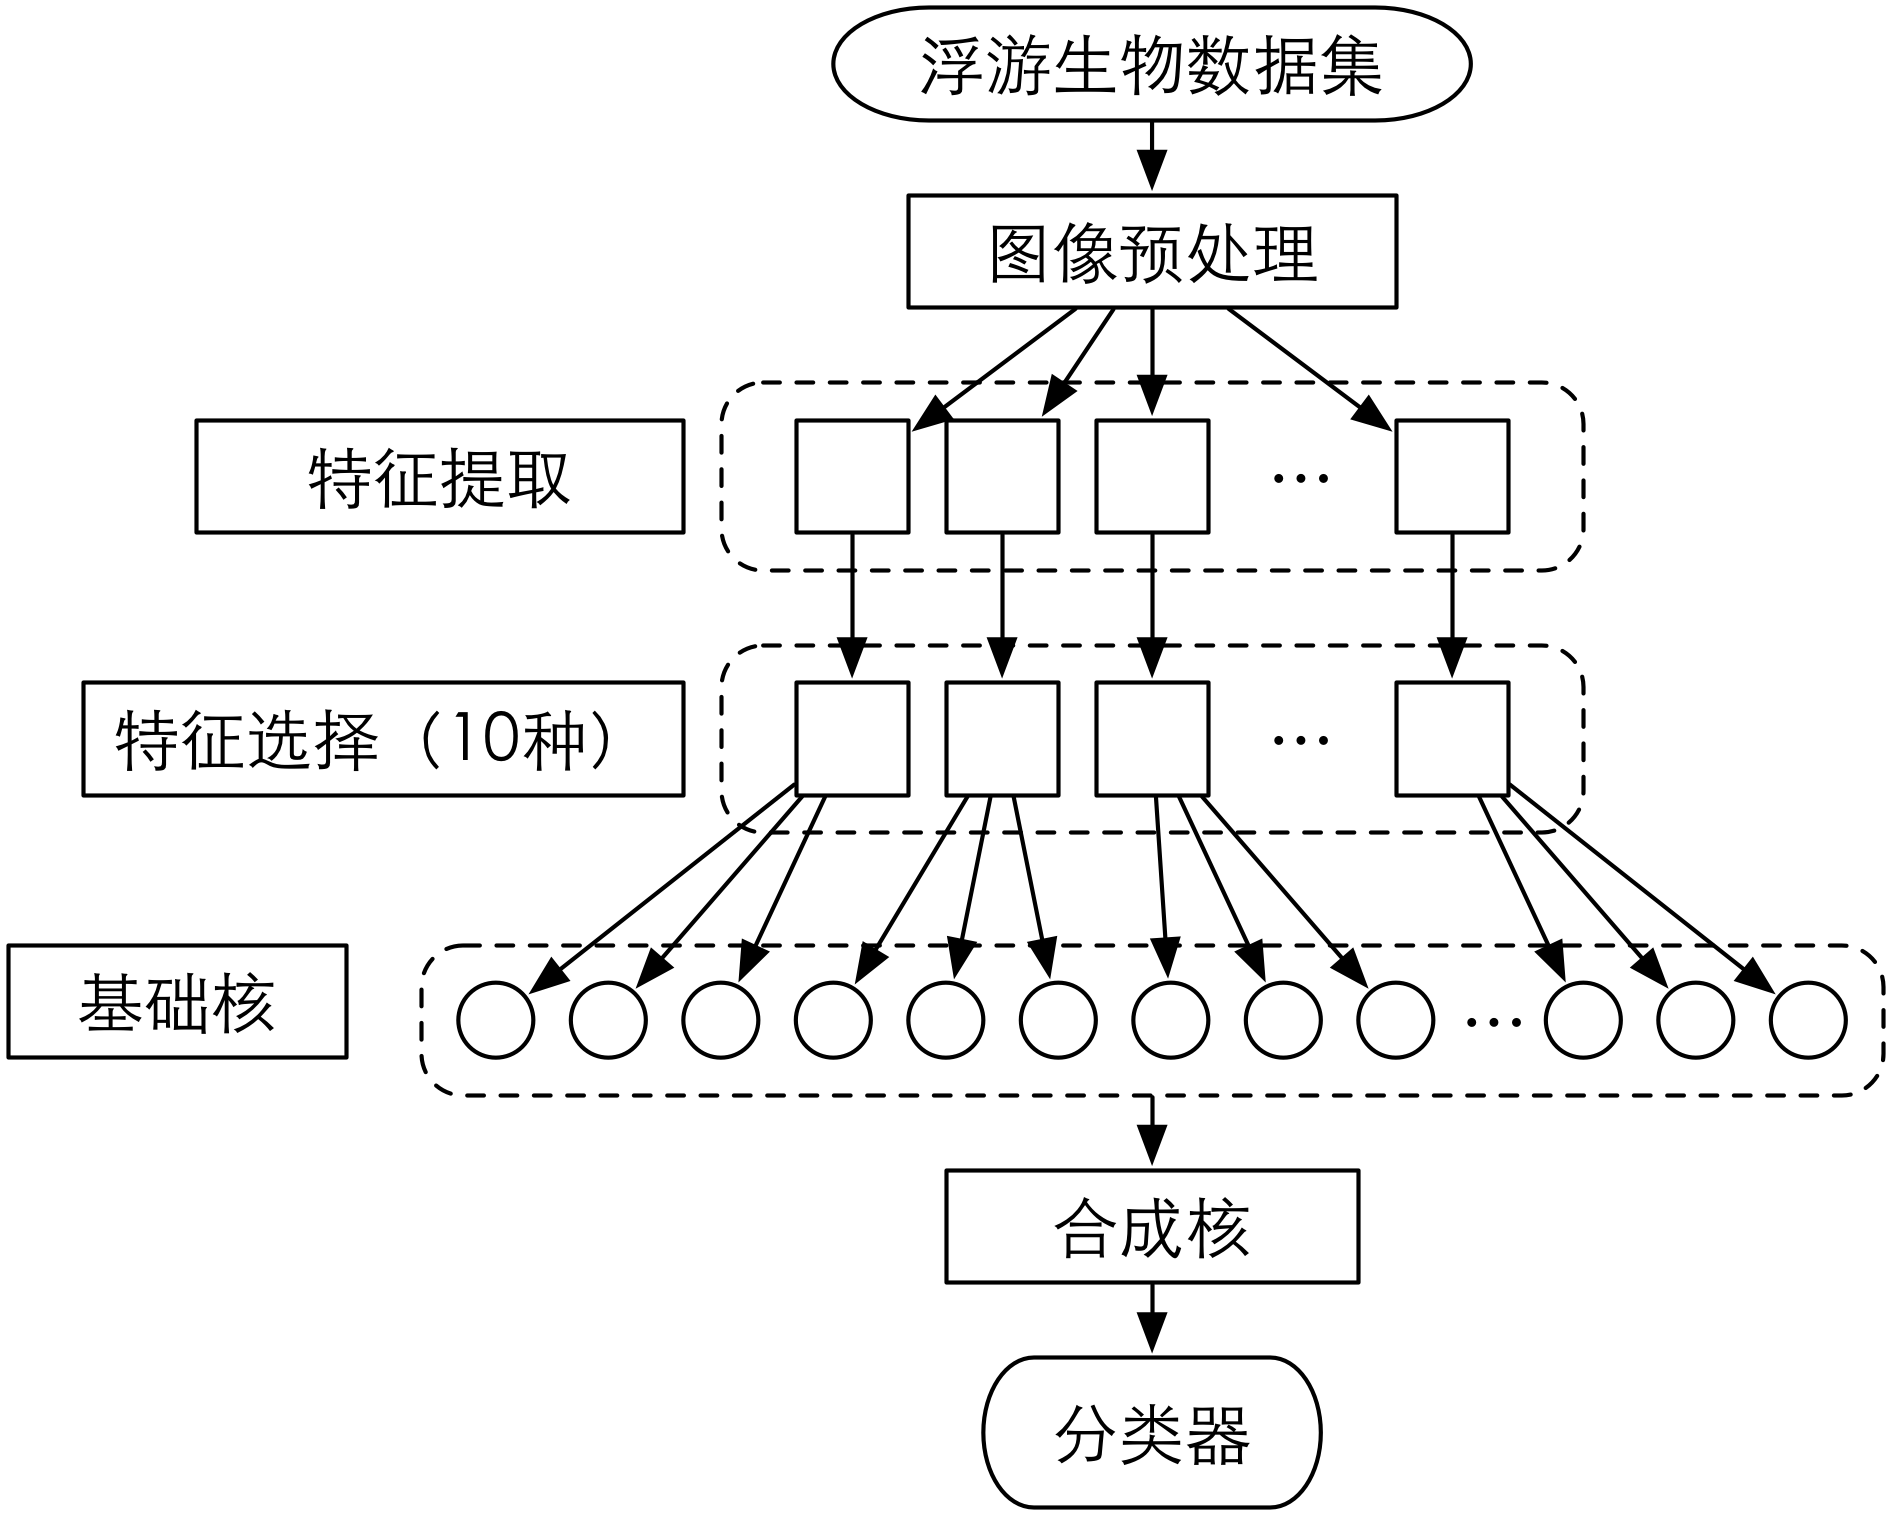 浮游生物数据集
图像预处理
特征提取
...
特征选择（10种）
...
基础核
...
合成核
分类器